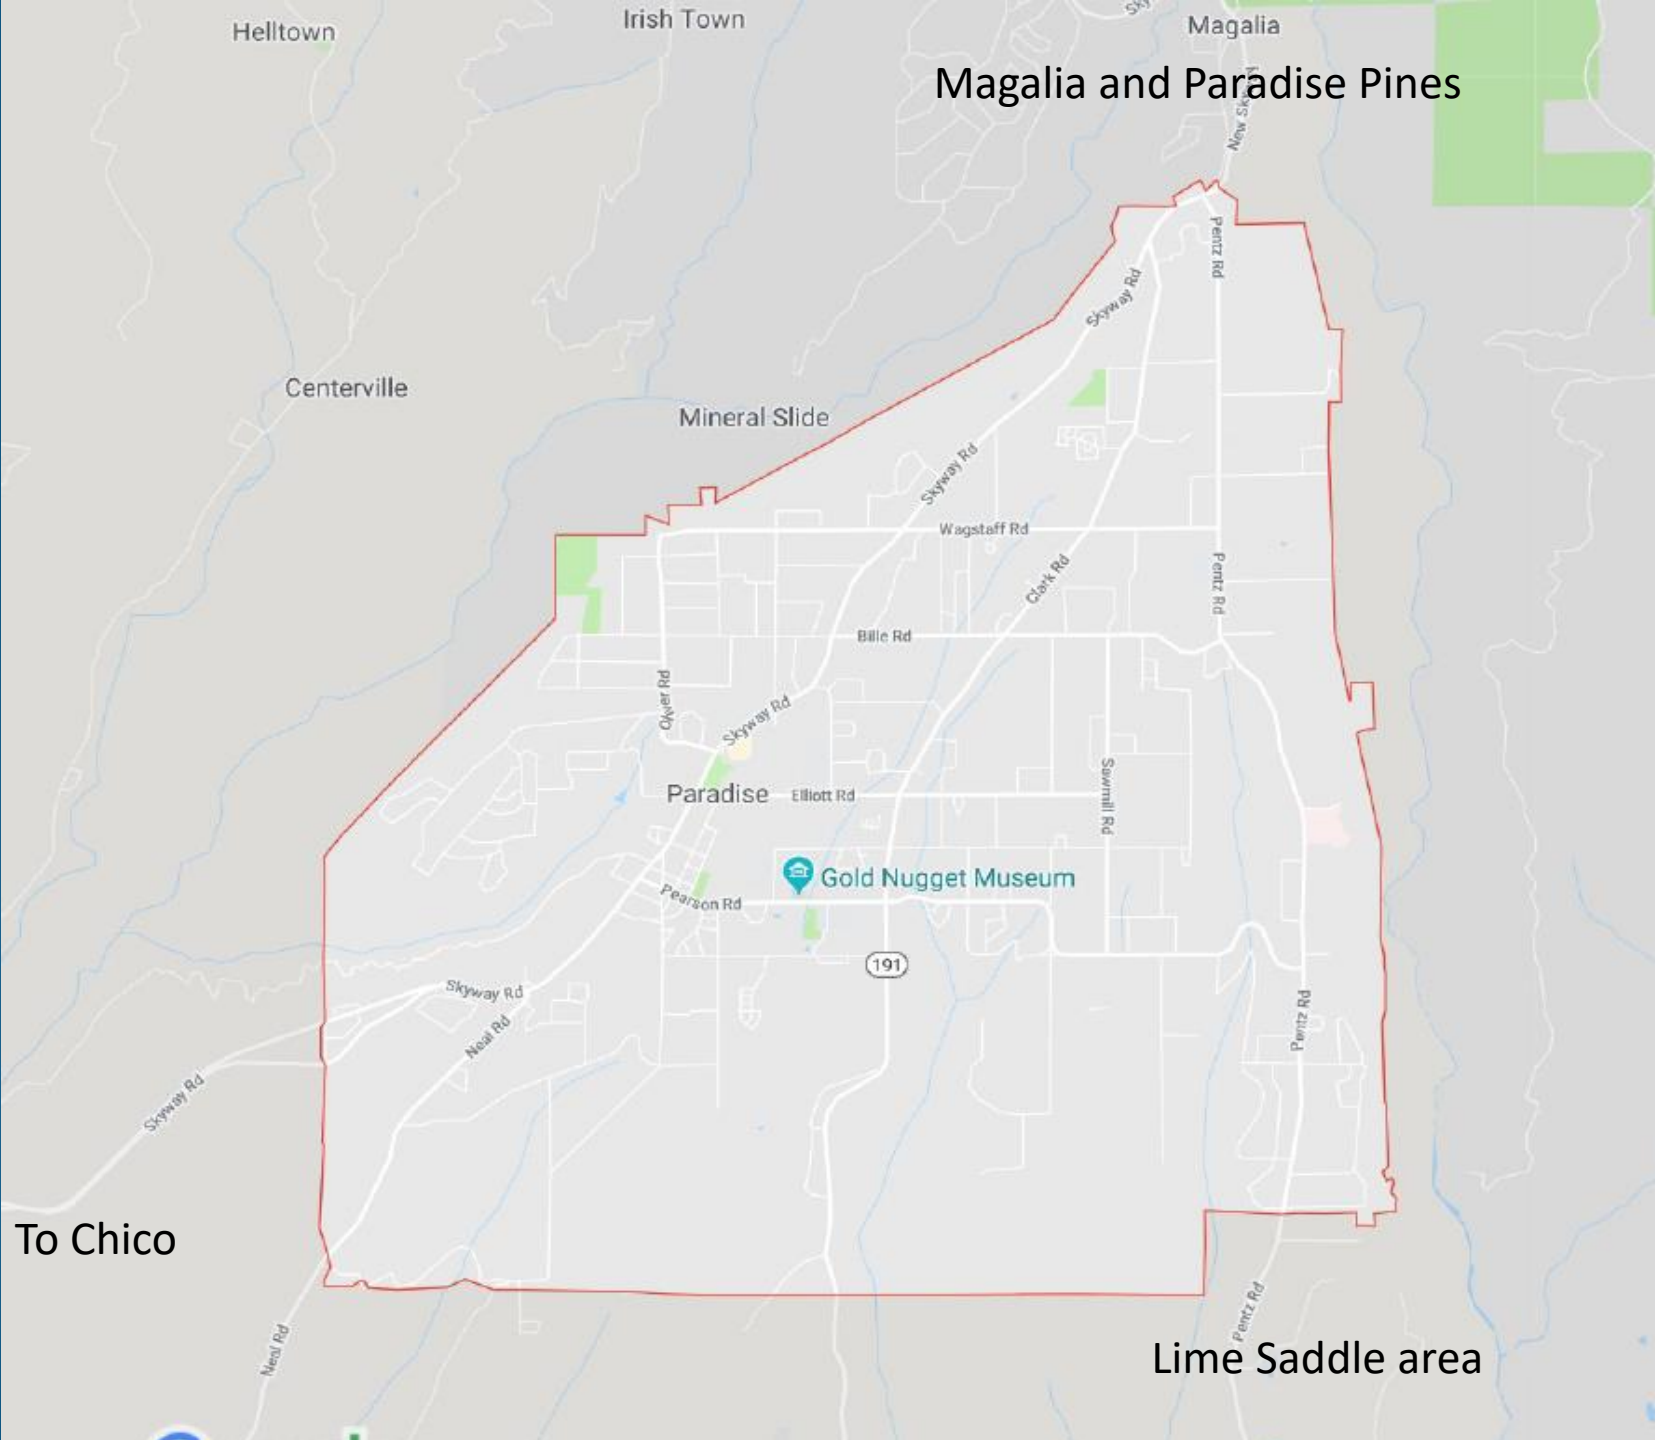 Helltown
Irish Town
Sky
Magalia
Magalia and Paradise Pines
New Skyway
Pentz Rd
Skyway Rd
Centerville
Mineral Slide
Skyway Rd
Wagstaff Rd
Clark Rd
Pentz Rd
Bille Rd
Oliver Rd
Skyway Rd
Paradise
Elliott Rd
Sawmill Rd
Gold Nugget Museum
Pearson Rd
191
Skyway Rd
Neal Rd
Pentz Rd
Skyway Rd
To Chico
Pentz Rd
Neal Rd
Lime Saddle area